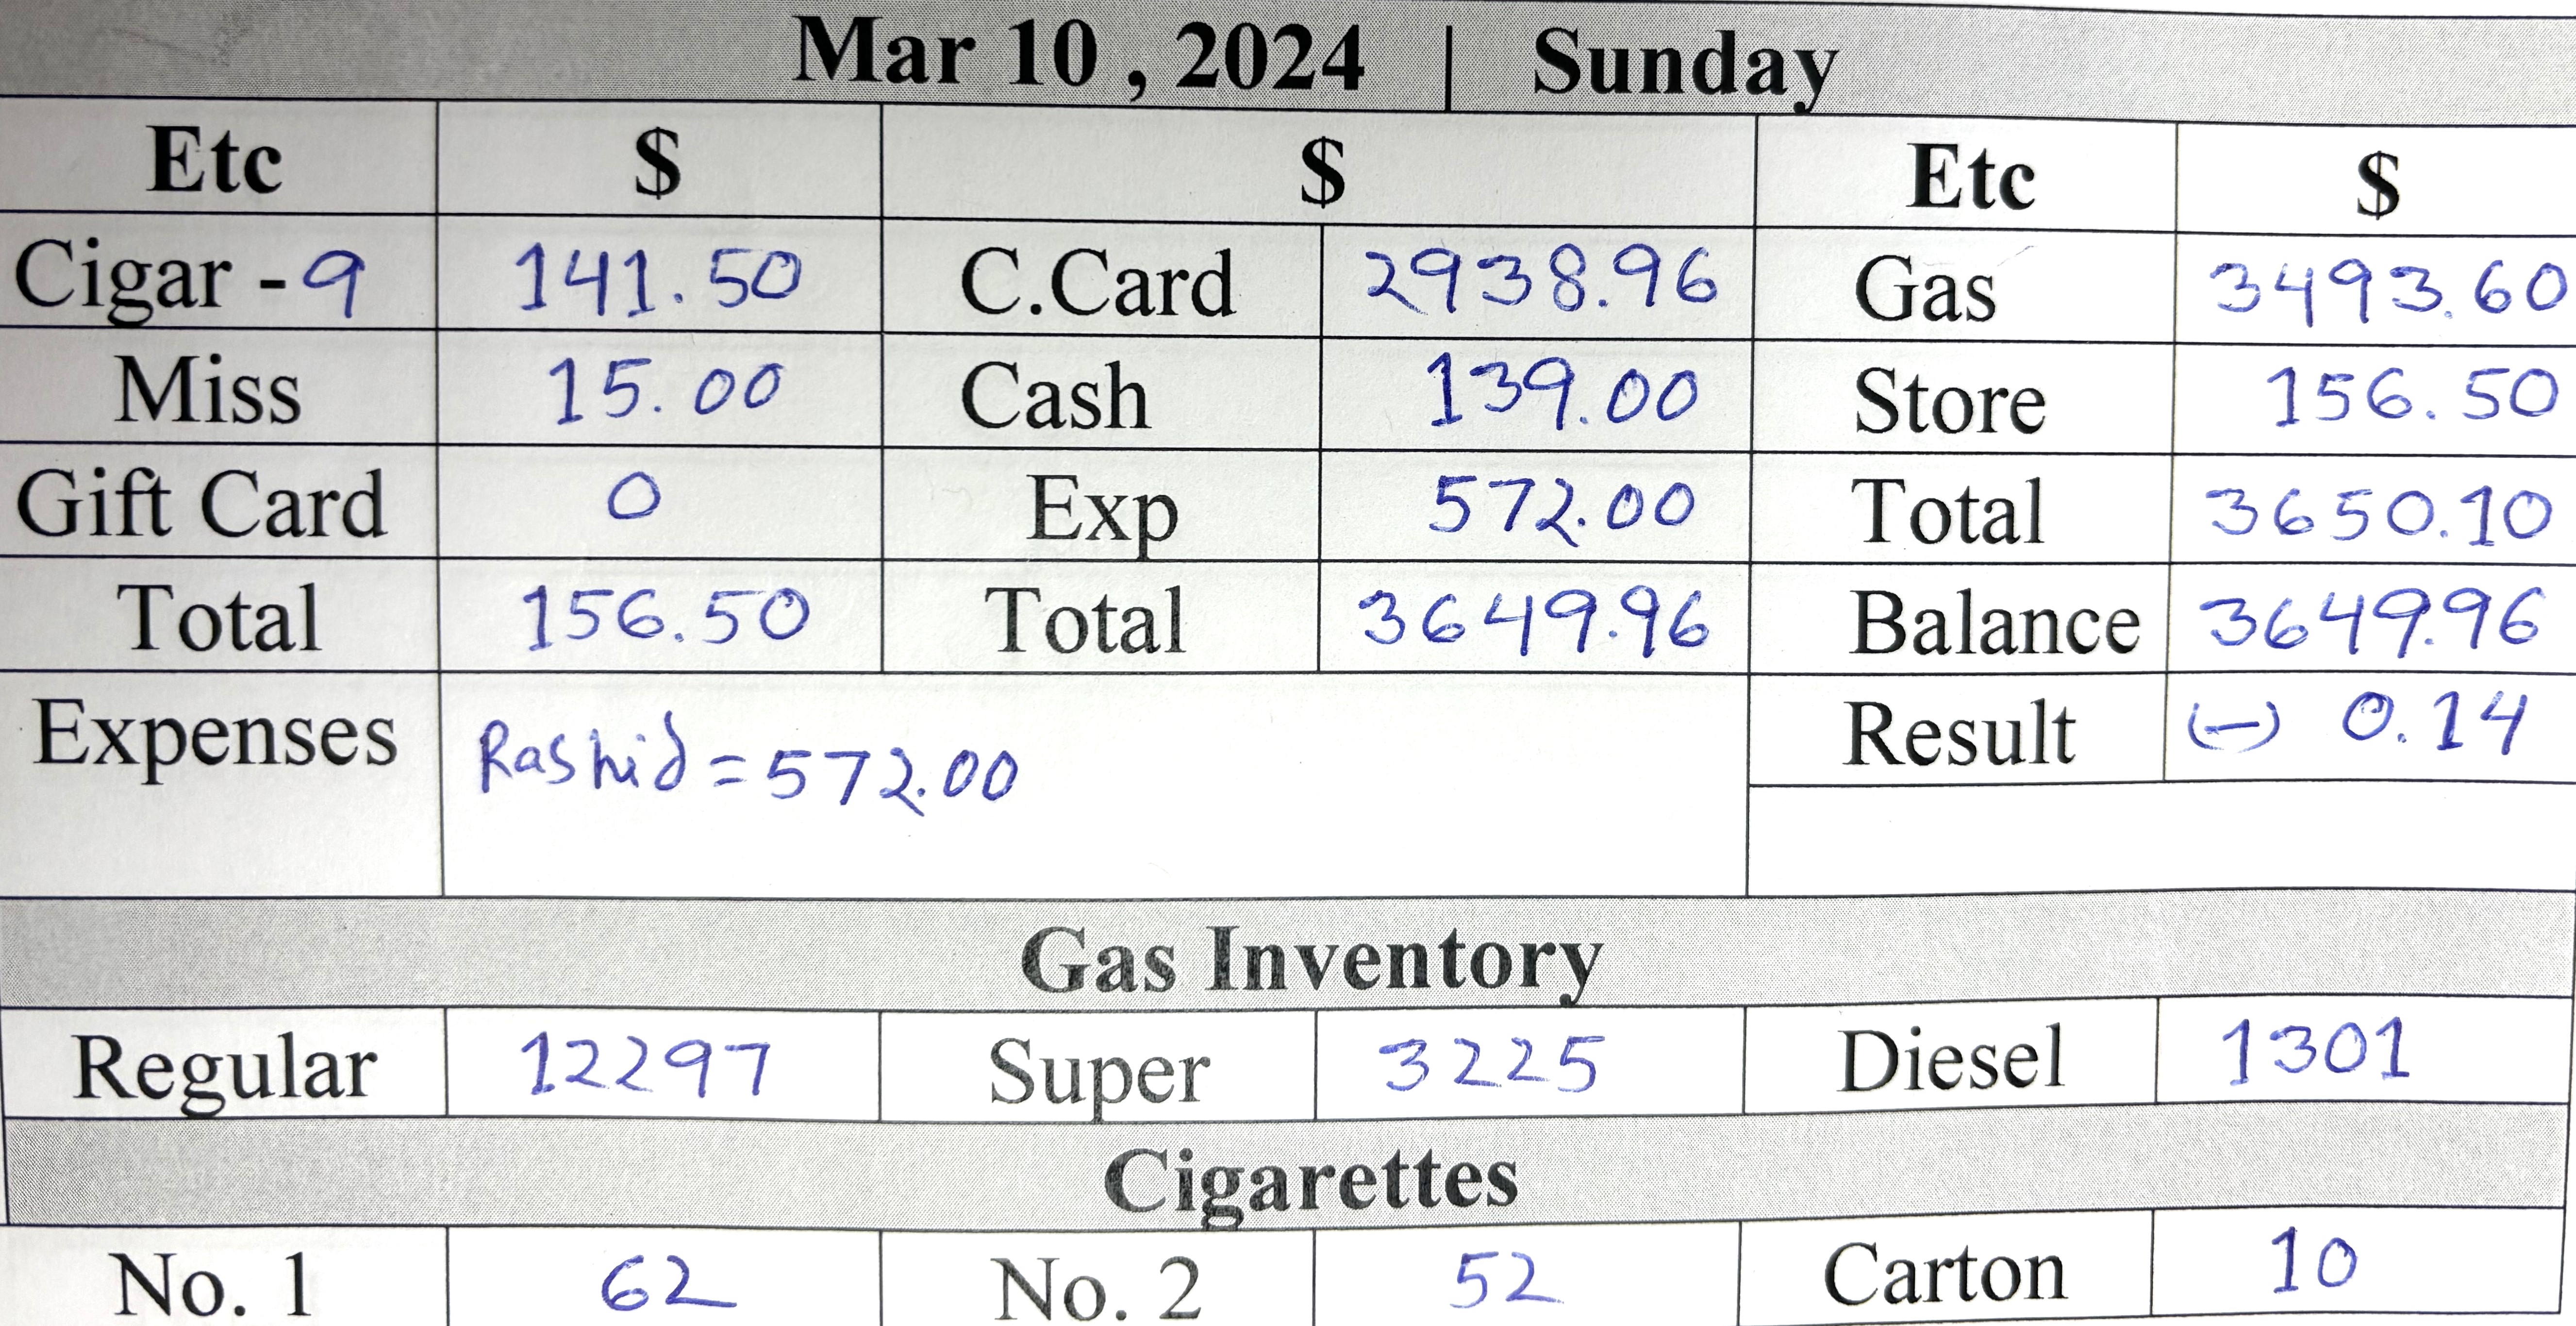 Mar 10 , 2024 | Sunday
Etc $ $ Etc $
Cigar - 9 141.50 C.Card 2938.96 Gas 3493.60
Miss 15.00 Cash 139.00 Store 156.50
Gift Card 0 Exp 572.00 Total 3650.10
Total 156.50 Total 3649.96 Balance 3649.96
Expenses Rashid = 572.00 Result (-) 0.14
Gas Inventory
Regular 12297 Super 3225 Diesel 1301
Cigarettes
No. 1 62 No. 2 52 Carton 10